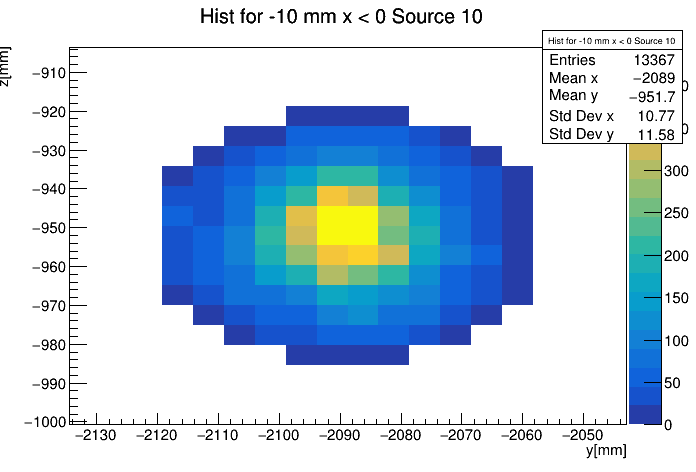 Hist for -10 mm x < 0 Source 10
Hist for -10 mm x < 0 Source 10
Entries 13367
Mean x −2089
Mean y −951.7
Std Dev x 10.77
Std Dev y 11.58
z[mm]
−910
−920
−930
−940
−950
−960
−970
−980
−990
−1000
−2130 −2120 −2110 −2100 −2090 −2080 −2070 −2060 −2050
y[mm]
300
250
200
150
100
50
0